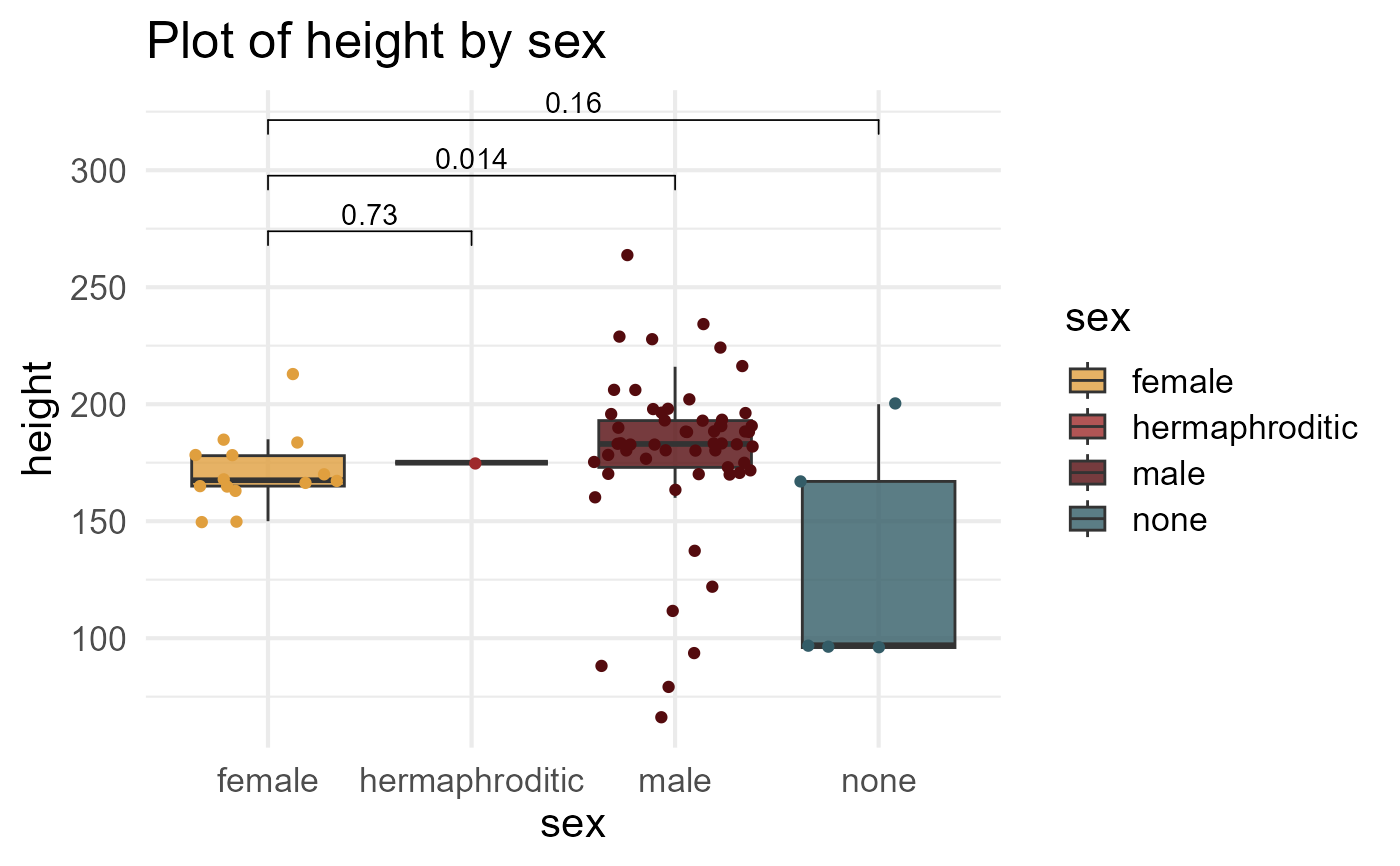 Plot of height by sex
0.16
0.014
0.73
300
250
200
150
100
height
female hermaphroditic male none
sex
sex
female
hermaphroditic
male
none